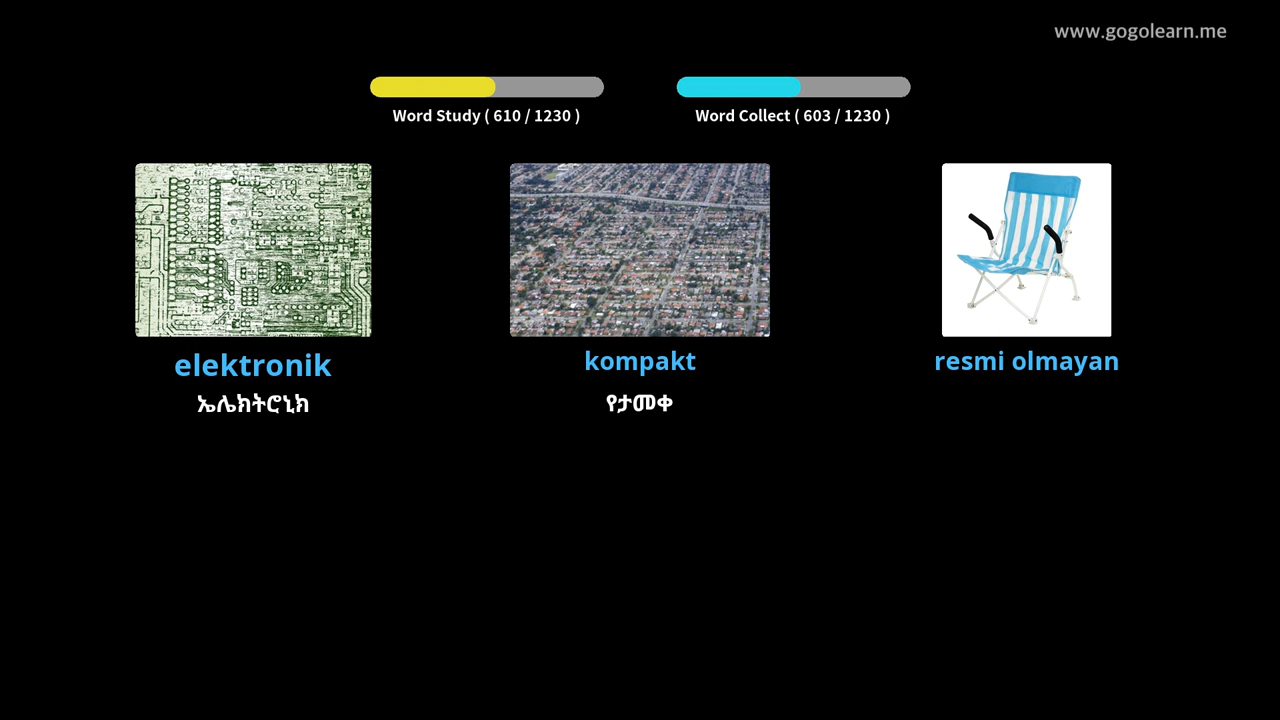 www.gogolearn.me
Word Study ( 610 / 1230 )
Word Collect ( 603 / 1230 )
elektronik
kompakt
resmi olmayan
ኤሌክትሮኒክ
የታመቀ